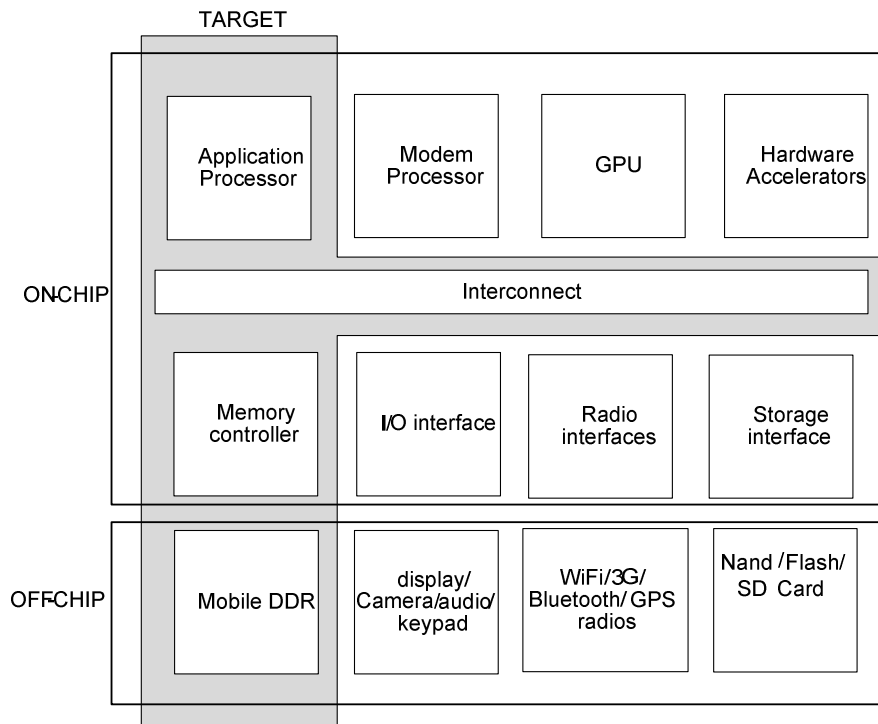 TARGET
Application
Processor
Modem
Processor
GPU
Hardware
Accelerators
ON-CHIP
Interconnect
Memory
controller
I/O interface
Radio
interfaces
Storage
interface
OFF-CHIP
Mobile DDR
display/
Camera/audio/
keypad
WiFi/3G/
Bluetooth/GPS
radios
Nand /Flash/
SD Card